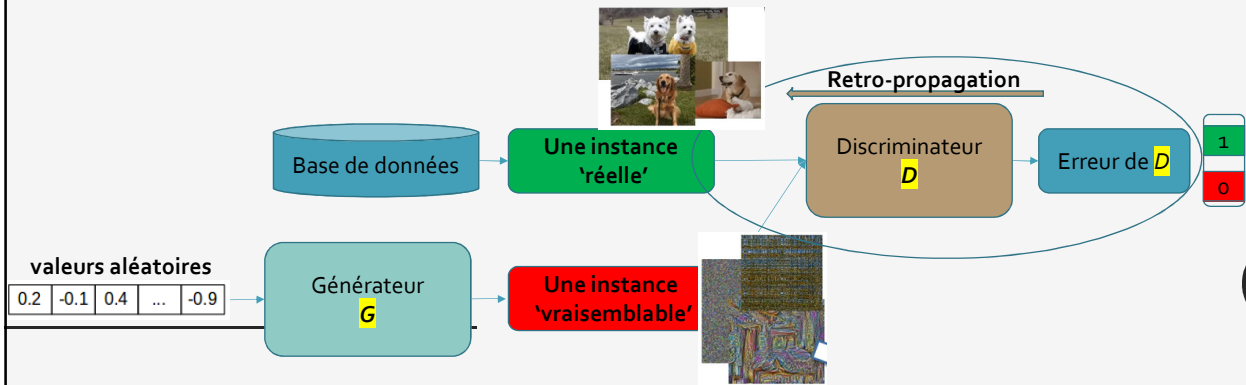 Retro-propagation
Base de données
Une instance
‘réelle’
Discriminateur
D
Erreur de D
1
0
valeurs aléatoires
0.2 -0.1 0.4 ... -0.9
Générateur
G
Une instance
‘vraisemblable’